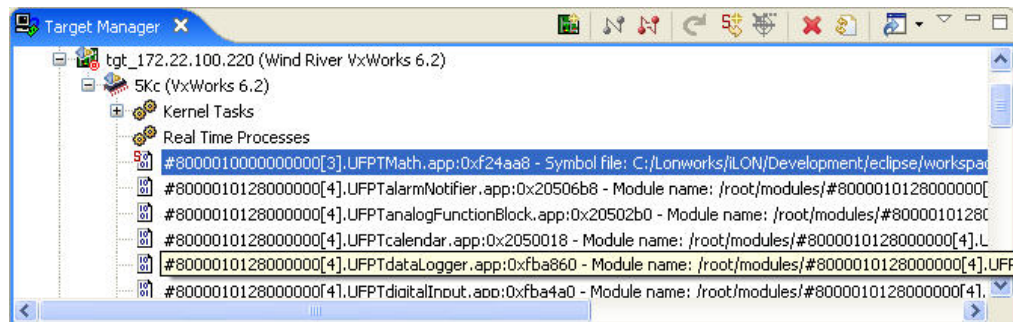 Target Manager
tgt_172.22.100.220 (Wind River VxWorks 6.2)
5Kc (VxWorks 6.2)
Kernel Tasks
Real Time Processes
#8000010000000000[3].UFPTMath.app:0xf24aa8 - Symbol file: C:/Lonworks/iLON/Development/eclipse/workspac
#8000010128000000[4].UFPTalarmNotifier.app:0x20506b8 - Module name: /root/modules/#8000010128000000[
#8000010128000000[4].UFPTanalogFunctionBlock.app:0x20502b0 - Module name: /root/modules/#80000101280
#8000010128000000[4].UFPTcalendar.app:0x2050018 - Module name: /root/modules/#8000010128000000[4].U
#8000010128000000[4].UFPTdataLogger.app:0xfba860 - Module name: /root/modules/#8000010128000000[4].UFP
#8000010128000000[4].UFPTdigitalInput.app:0xfba4a0 - Module name: /root/modules/#8000010128000000[4].